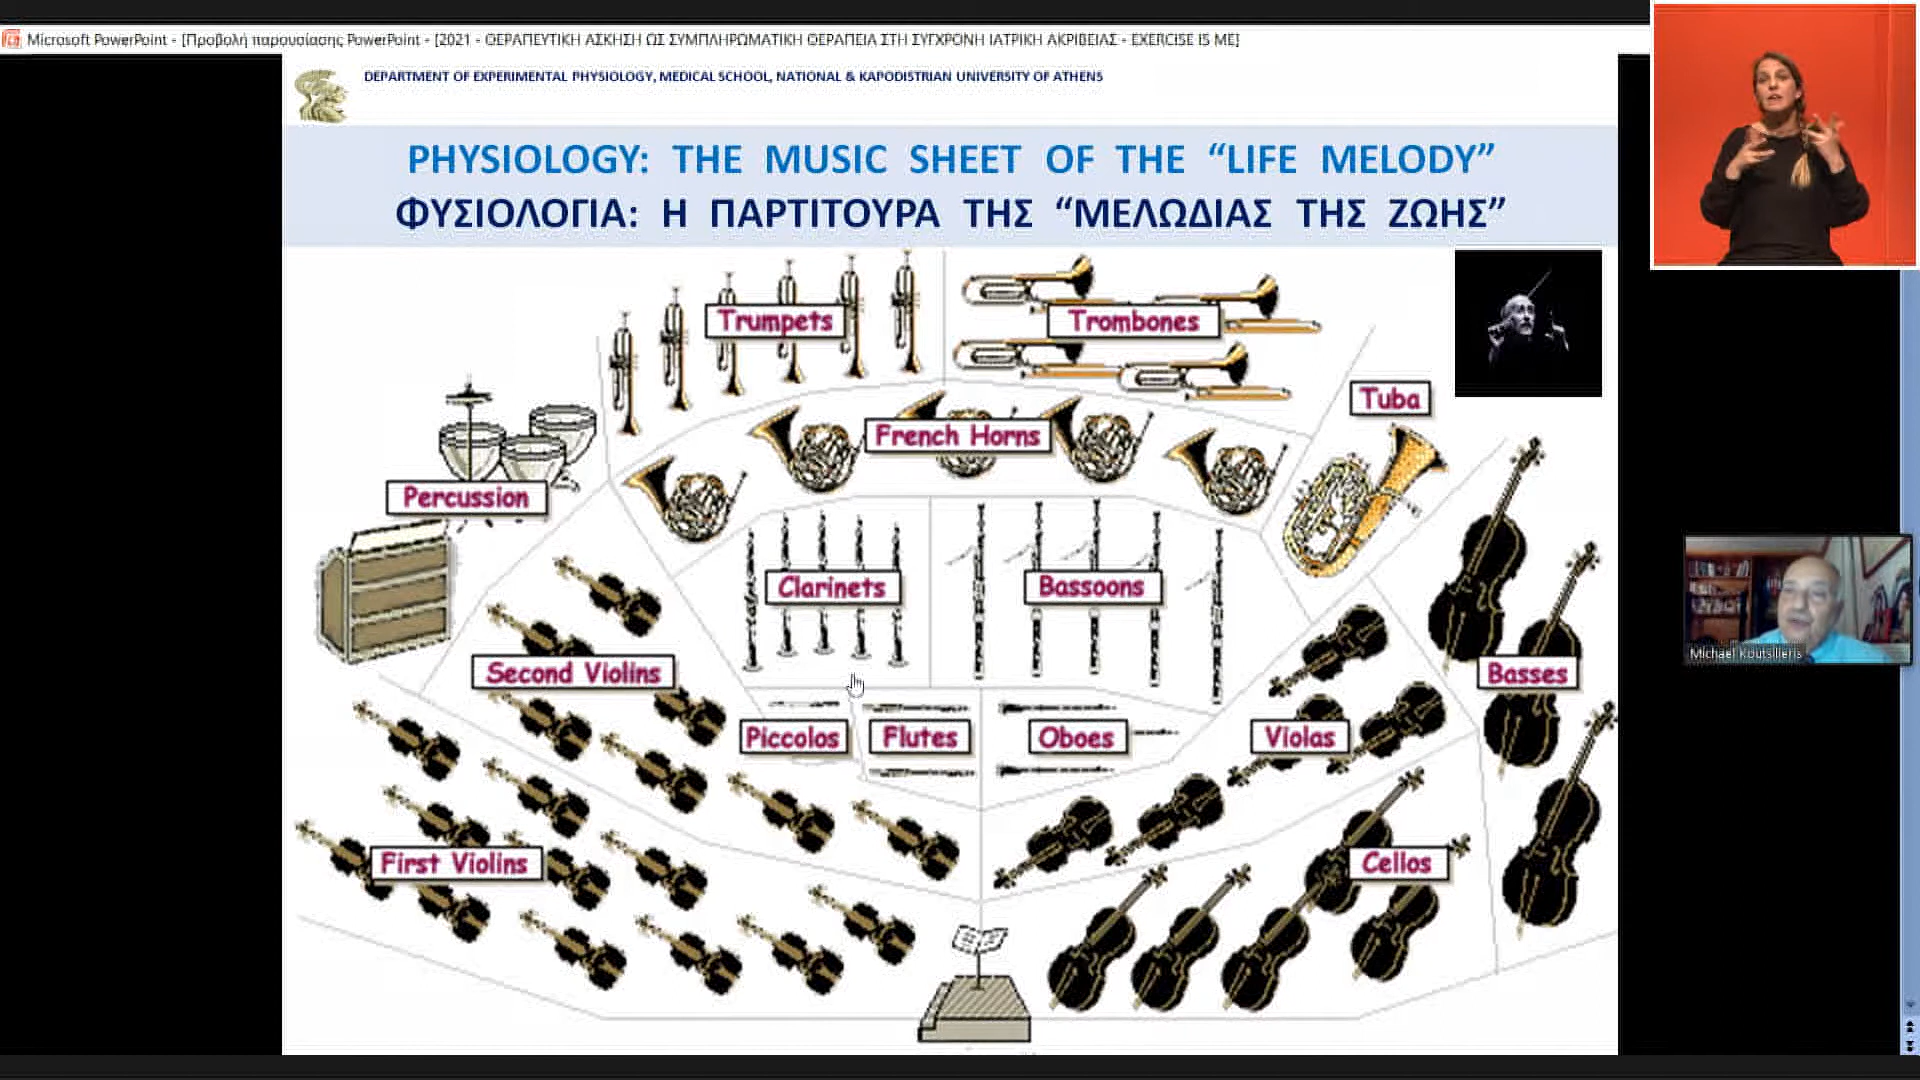 Microsoft PowerPoint - [Προβολή παρουσίασης PowerPoint - [2021 - ΘΕΡΑΠΕΥΤΙΚΗ ΑΣΚΗΣΗ ΩΣ ΣΥΜΠΛΗΡΩΜΑΤΙΚΗ ΘΕΡΑΠΕΙΑ ΣΤΗ ΣΥΓΧΡΟΝΗ ΙΑΤΡΙΚΗ ΑΚΡΙΒΕΙΑΣ - EXERCISE IS ME]
DEPARTMENT OF EXPERIMENTAL PHYSIOLOGY, MEDICAL SCHOOL, NATIONAL & KAPODISTRIAN UNIVERSITY OF ATHENS
PHYSIOLOGY: THE MUSIC SHEET OF THE “LIFE MELODY”
ΦΥΣΙΟΛΟΓΙΑ: Η ΠΑΡΤΙΤΟΥΡΑ ΤΗΣ “ΜΕΛΩΔΙΑΣ ΤΗΣ ΖΩΗΣ”
Trumpets
Trombones
Tuba
French Horns
Percussion
Clarinets
Bassoons
Second Violins
Basses
Piccolos
Flutes
Oboes
Violas
First Violins
Cellos
Michael Koutsilieris